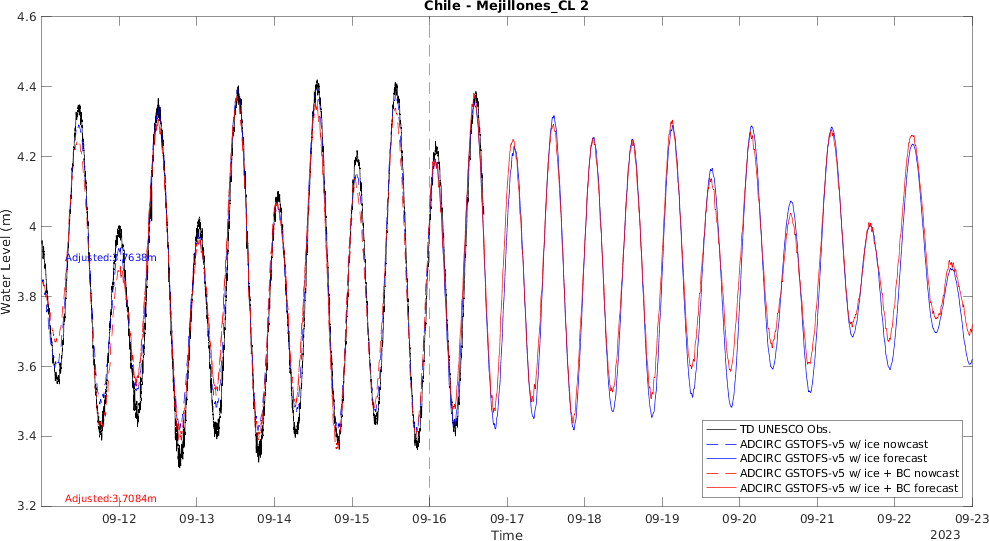 Chile - Mejillones_CL 2
4.6
4.4
4.2
4
3.8
3.6
3.4
3.2
Water Level (m)
Adjusted:3.7638m
Adjusted:3.7084m
TD UNESCO Obs.
ADCIRC GSTOFS-v5 w/ ice nowcast
ADCIRC GSTOFS-v5 w/ ice forecast
ADCIRC GSTOFS-v5 w/ ice + BC nowcast
ADCIRC GSTOFS-v5 w/ ice + BC forecast
09-12 09-13 09-14 09-15 09-16 09-17 09-18 09-19 09-20 09-21 09-22 09-23
Time
2023